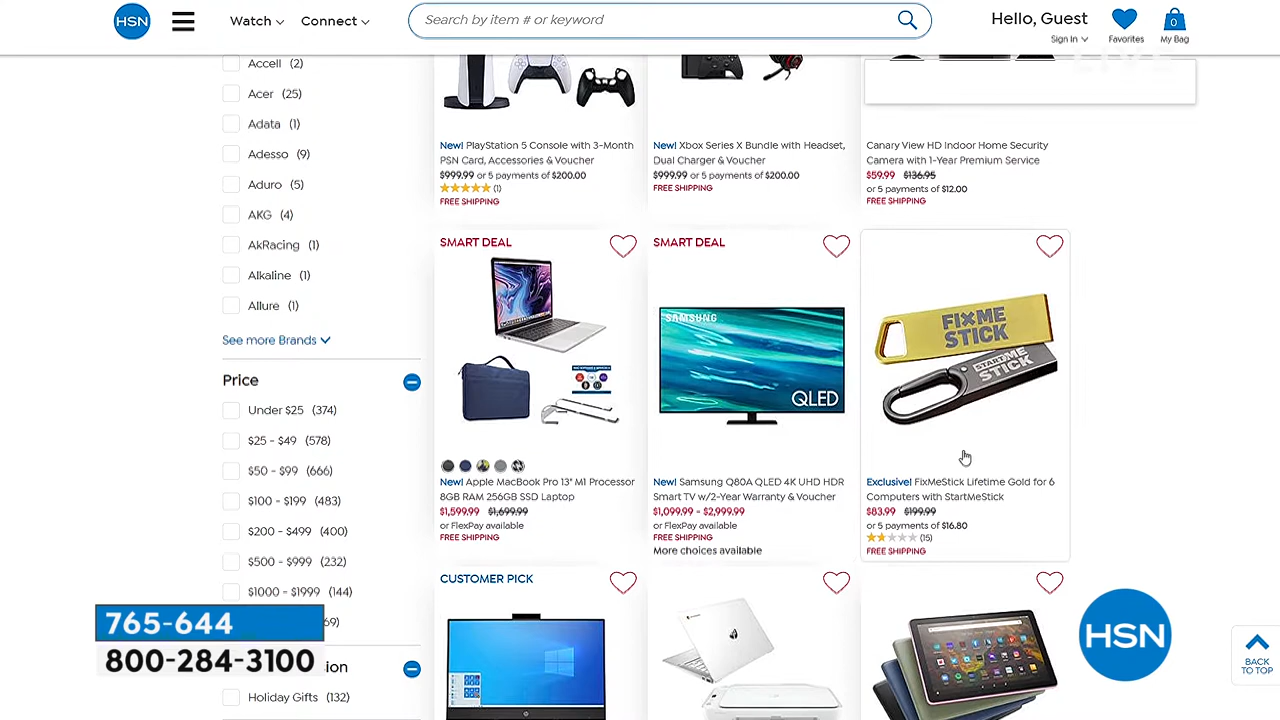 HSN
Watch
Connect
Search by item # or keyword
Hello, Guest
Sign In
Favorites
0
My Bag
LIVE
Accell (2)
Acer (25)
Adata (1)
Adesso (9)
Aduro (5)
AKG (4)
AkRacing (1)
Alkaline (1)
Allure (1)
See more Brands
Price
Under $25 (374)
$25 - $49 (578)
$50 - $99 (666)
$100 - $199 (483)
$200 - $499 (400)
$500 - $999 (232)
$1000 - $1999 (144)
69)
ion
Holiday Gifts (132)
New! PlayStation 5 Console with 3-Month
PSN Card, Accessories & Voucher
$999.99 or 5 payments of $200.00
(1)
FREE SHIPPING
New! Xbox Series X Bundle with Headset,
Dual Charger & Voucher
$999.99 or 5 payments of $200.00
FREE SHIPPING
Canary View HD Indoor Home Security
Camera with 1-Year Premium Service
$59.99 $136.95
or 5 payments of $12.00
FREE SHIPPING
SMART DEAL
New! Apple MacBook Pro 13" M1 Processor
8GB RAM 256GB SSD Laptop
$1,599.99 $1,699.99
or FlexPay available
FREE SHIPPING
SMART DEAL
SAMSUNG
QLED
New! Samsung Q80A QLED 4K UHD HDR
Smart TV w/2-Year Warranty & Voucher
$1,099.99 - $2,999.99
or FlexPay available
FREE SHIPPING
More choices available
FIXME
STICK
STARTME
STICK
Exclusive! FixMeStick Lifetime Gold for 6
Computers with StartMeStick
$83.99 $199.99
or 5 payments of $16.80
(15)
FREE SHIPPING
CUSTOMER PICK
765-644
800-284-3100
HSN
BACK
TO TOP